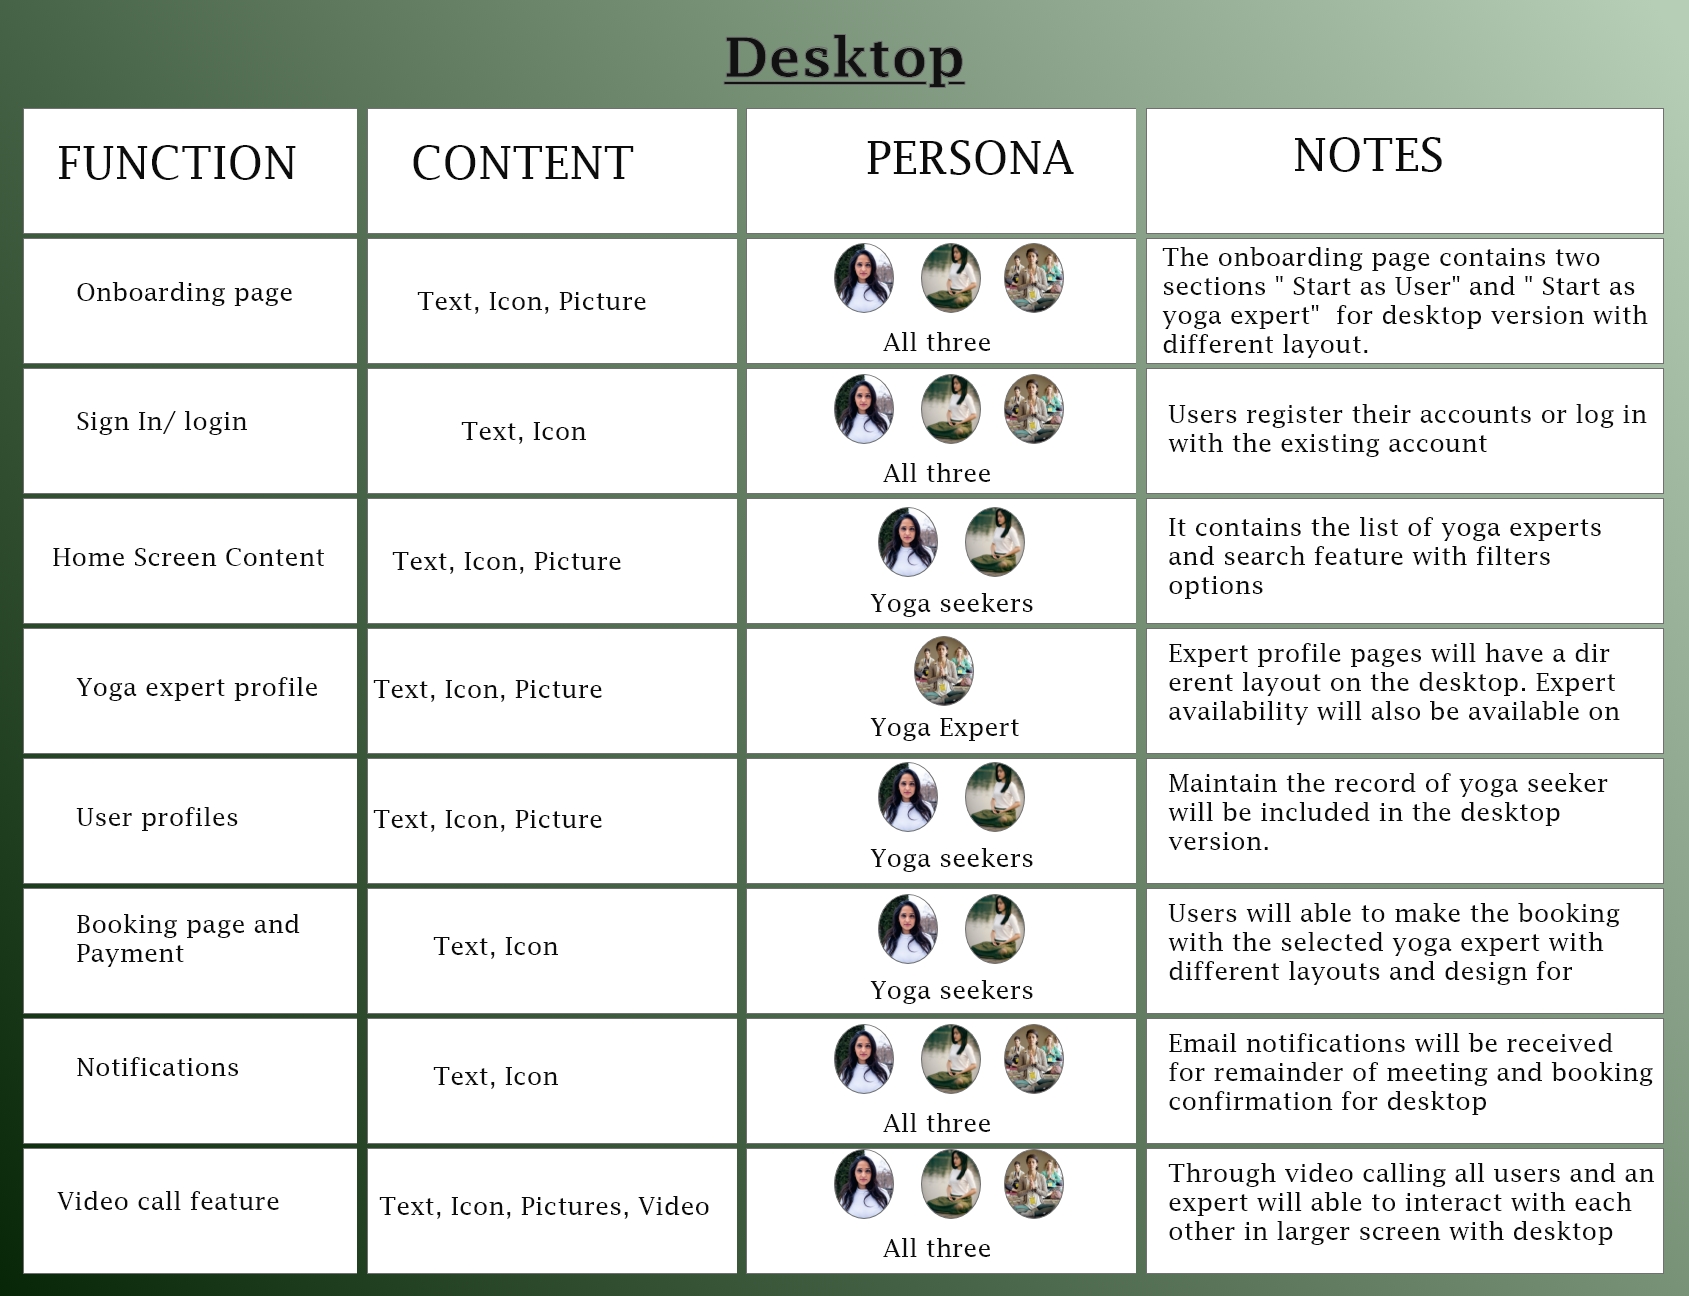 Desktop
FUNCTION
CONTENT
PERSONA
NOTES
Onboarding page
Text, Icon, Picture
All three
The onboarding page contains two
sections " Start as User" and " Start as
yoga expert"  for desktop version with
different layout.
Sign In/ login
Text, Icon
All three
Users register their accounts or log in
with the existing account
Home Screen Content
Text, Icon, Picture
Yoga seekers
It contains the list of yoga experts
and search feature with filters
options
Yoga expert profile
Text, Icon, Picture
Yoga Expert
Expert profile pages will have a dir
erent layout on the desktop. Expert
availability will also be available on
User profiles
Text, Icon, Picture
Yoga seekers
Maintain the record of yoga seeker
will be included in the desktop
version.
Booking page and
Payment
Text, Icon
Yoga seekers
Users will able to make the booking
with the selected yoga expert with
different layouts and design for
Notifications
Text, Icon
All three
Email notifications will be received
for remainder of meeting and booking
confirmation for desktop
Video call feature
Text, Icon, Pictures, Video
All three
Through video calling all users and an
expert will able to interact with each
other in larger screen with desktop